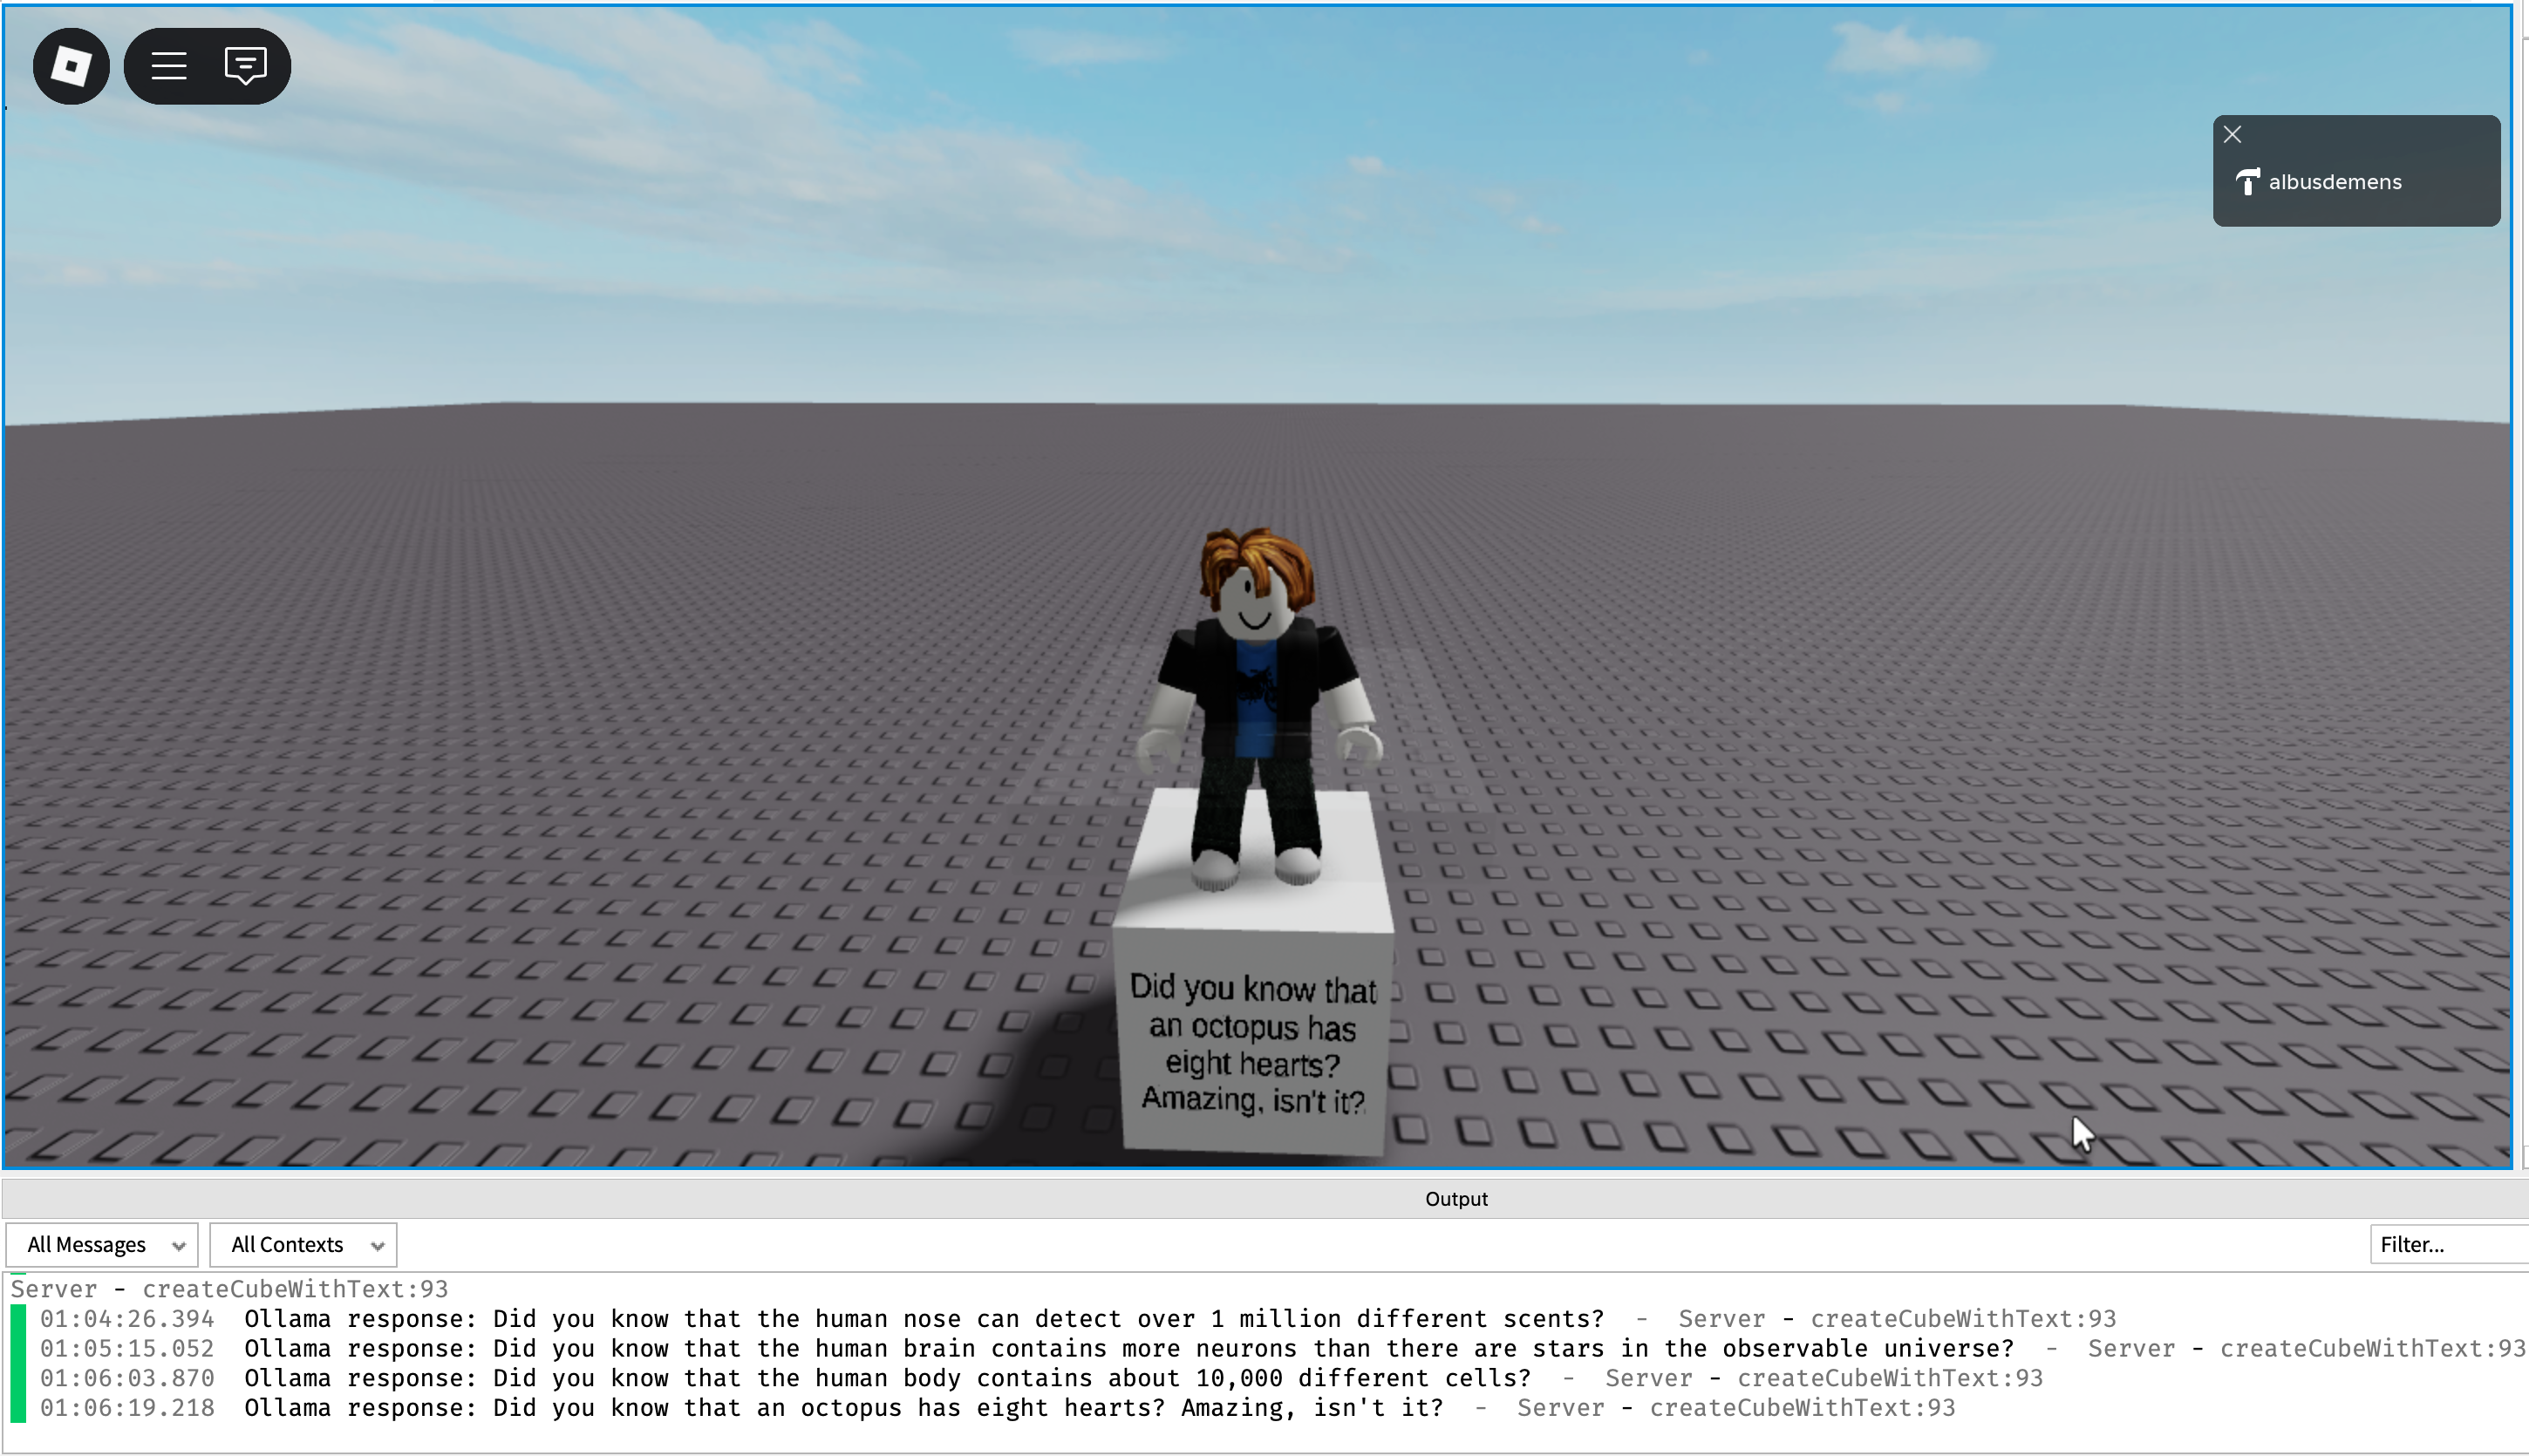 albusdemens
Did you know that
an octopus has
eight hearts?
Amazing, isn't it?
Output
All Messages All Contexts Filter...
Server - createCubeWithText:93
01:04:26.394 Ollama response: Did you know that the human nose can detect over 1 million different scents? - Server - createCubeWithText:93
01:05:15.052 Ollama response: Did you know that the human brain contains more neurons than there are stars in the observable universe? - Server - createCubeWithText:93
01:06:03.870 Ollama response: Did you know that the human body contains about 10,000 different cells? - Server - createCubeWithText:93
01:06:19.218 Ollama response: Did you know that an octopus has eight hearts? Amazing, isn't it? - Server - createCubeWithText:93